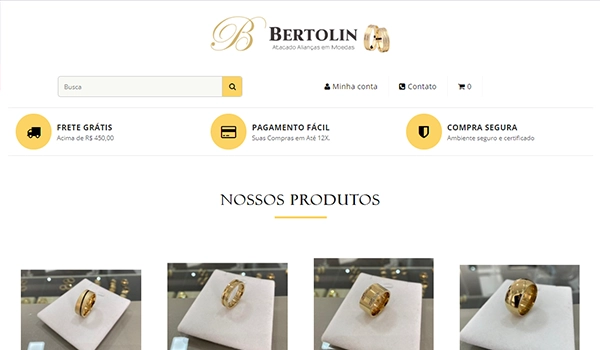 B BERTOLIN
Atacado Alianças em Moedas
Busca
Minha conta
Contato
0
FRETE GRÁTIS
Acima de R$ 450,00
PAGAMENTO FÁCIL
Suas Compras em Até 12X.
COMPRA SEGURA
Ambiente seguro e certificado
NOSSOS PRODUTOS